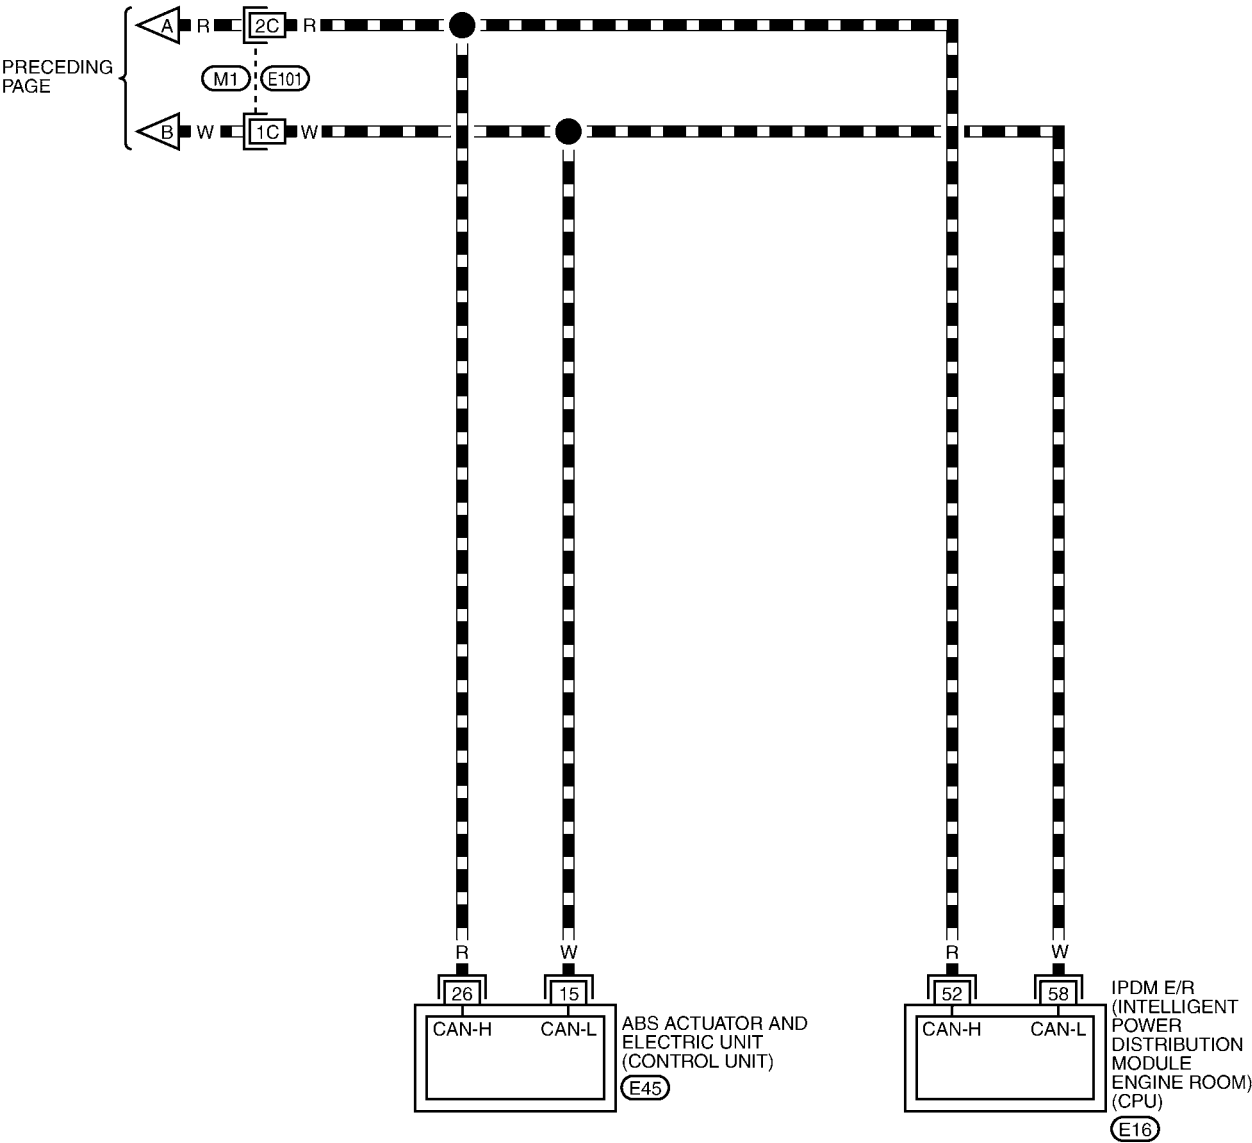 A R 2C R
PRECEDING
PAGE
M1 E101
B W 1C W
R W R W
26 15 52 58
CAN-H CAN-L
ABS ACTUATOR AND
ELECTRIC UNIT
(CONTROL UNIT)
E45
CAN-H CAN-L
IPDM E/R
(INTELLIGENT
POWER
DISTRIBUTION
MODULE
ENGINE ROOM)
(CPU)
E16